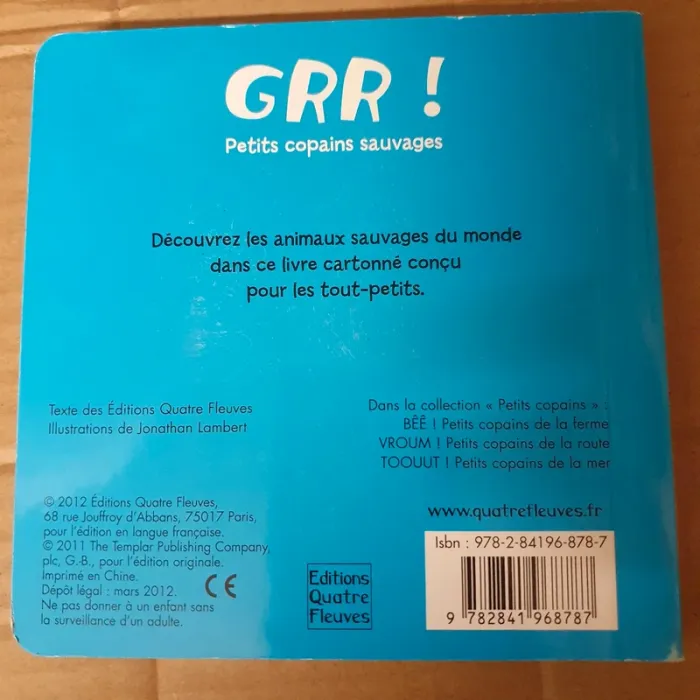 GRR !
Petits copains sauvages
Découvrez les animaux sauvages du monde
dans ce livre cartonné conçu
pour les tout-petits.
Texte des Éditions Quatre Fleuves
Illustrations de Jonathan Lambert
Dans la collection « Petits copains » :
BÊÊ ! Petits copains de la ferme
VROUM ! Petits copains de la route
TOOUUT ! Petits copains de la mer
© 2012 Éditions Quatre Fleuves,
68 rue Jouffroy d'Abbans, 75017 Paris,
pour l'édition en langue française.
© 2011 The Templar Publishing Company,
plc, G.-B., pour l'édition originale.
Imprimé en Chine.
Dépôt légal : mars 2012.
Ne pas donner à un enfant sans
la surveillance d'un adulte.
CE
Editions
Quatre
Fleuves
www.quatrefleuves.fr
Isbn : 978-2-84196-878-7
9 782841 968787